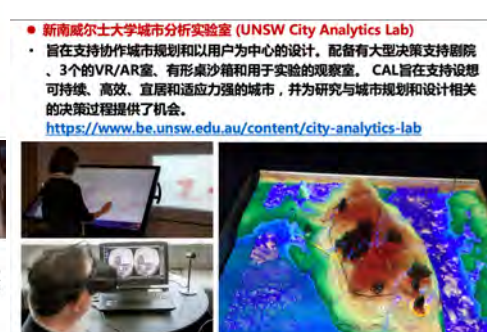 ● 新南威尔士大学城市分析实验室 (UNSW City Analytics Lab)
• 旨在支持协作城市规划和以用户为中心的设计。配备有大型决策支持剧院
、3个的VR/AR室、有形桌沙箱和用于实验的观察室。 CAL旨在支持设想
可持续、高效、宜居和适应力强的城市，并为研究与城市规划和设计相关
的决策过程提供了机会。
https://www.be.unsw.edu.au/content/city-analytics-lab